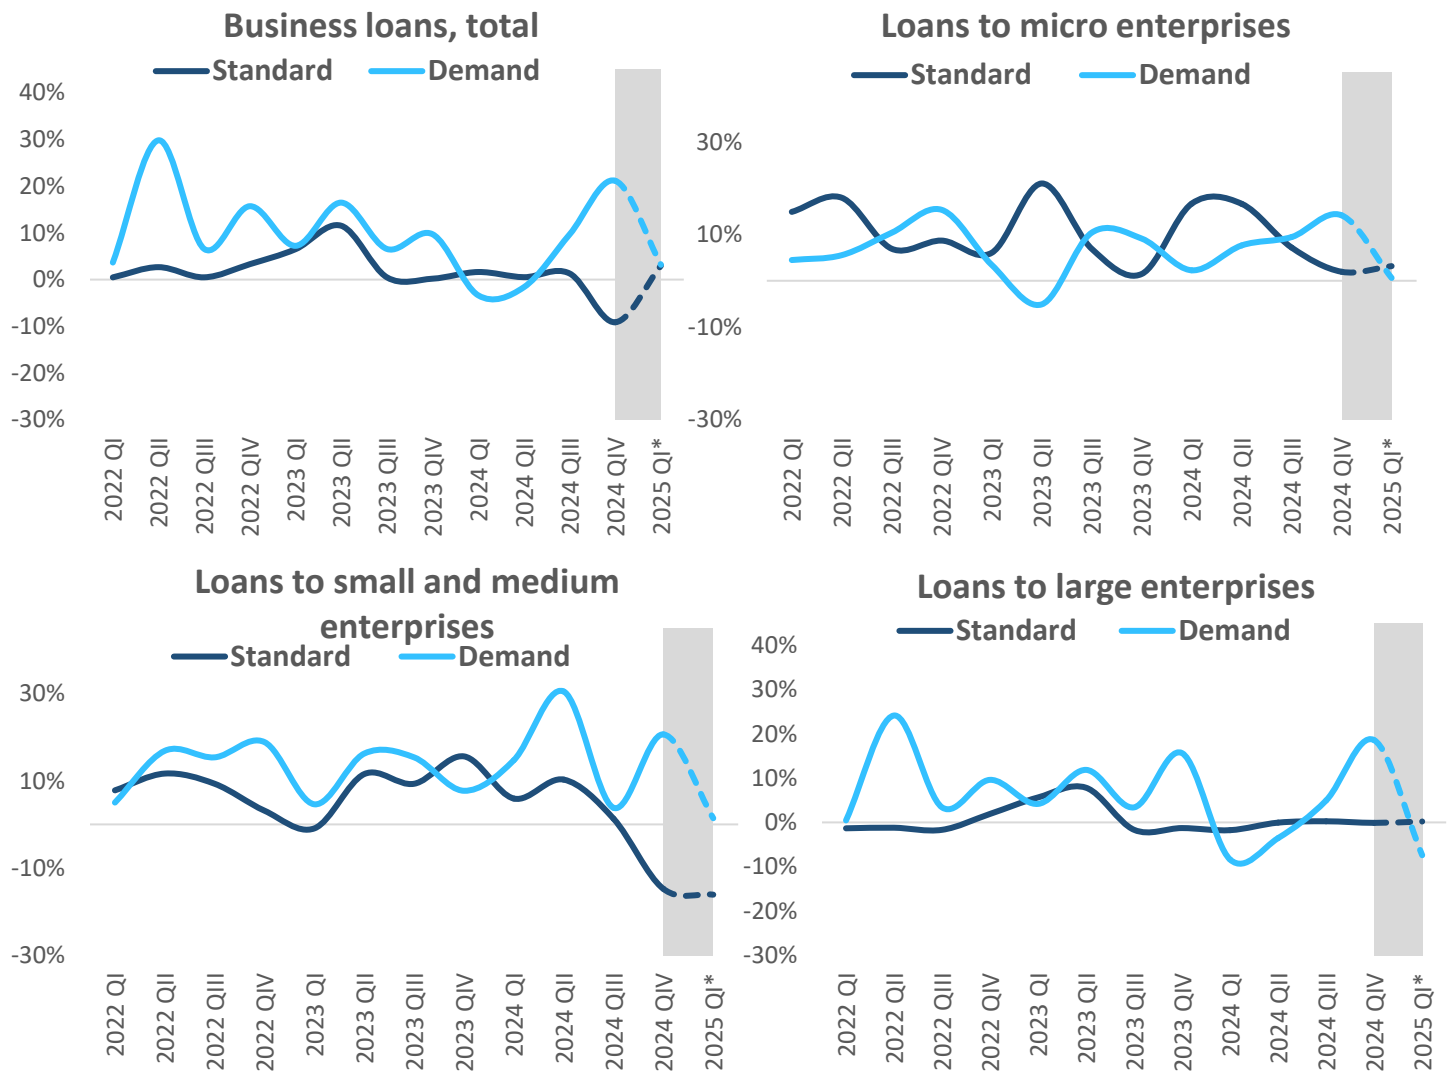 Business loans, total
Standard
Demand
40%
30%
20%
10%
0%
-10%
-20%
-30%
2022 QI
2022 QII
2022 QIII
2022 QIV
2023 QI
2023 QII
2023 QIII
2023 QIV
2024 QI
2024 QII
2024 QIII
2024 QIV
2025 QI*
Loans to micro enterprises
Standard
Demand
30%
10%
-10%
-30%
2022 QI
2022 QII
2022 QIII
2022 QIV
2023 QI
2023 QII
2023 QIII
2023 QIV
2024 QI
2024 QII
2024 QIII
2024 QIV
2025 QI*
Loans to small and medium
enterprises
Standard
Demand
30%
10%
-10%
-30%
2022 QI
2022 QII
2022 QIII
2022 QIV
2023 QI
2023 QII
2023 QIII
2023 QIV
2024 QI
2024 QII
2024 QIII
2024 QIV
2025 QI*
Loans to large enterprises
Standard
Demand
40%
30%
20%
10%
0%
-10%
-20%
-30%
2022 QI
2022 QII
2022 QIII
2022 QIV
2023 QI
2023 QII
2023 QIII
2023 QIV
2024 QI
2024 QII
2024 QIII
2024 QIV
2025 QI*